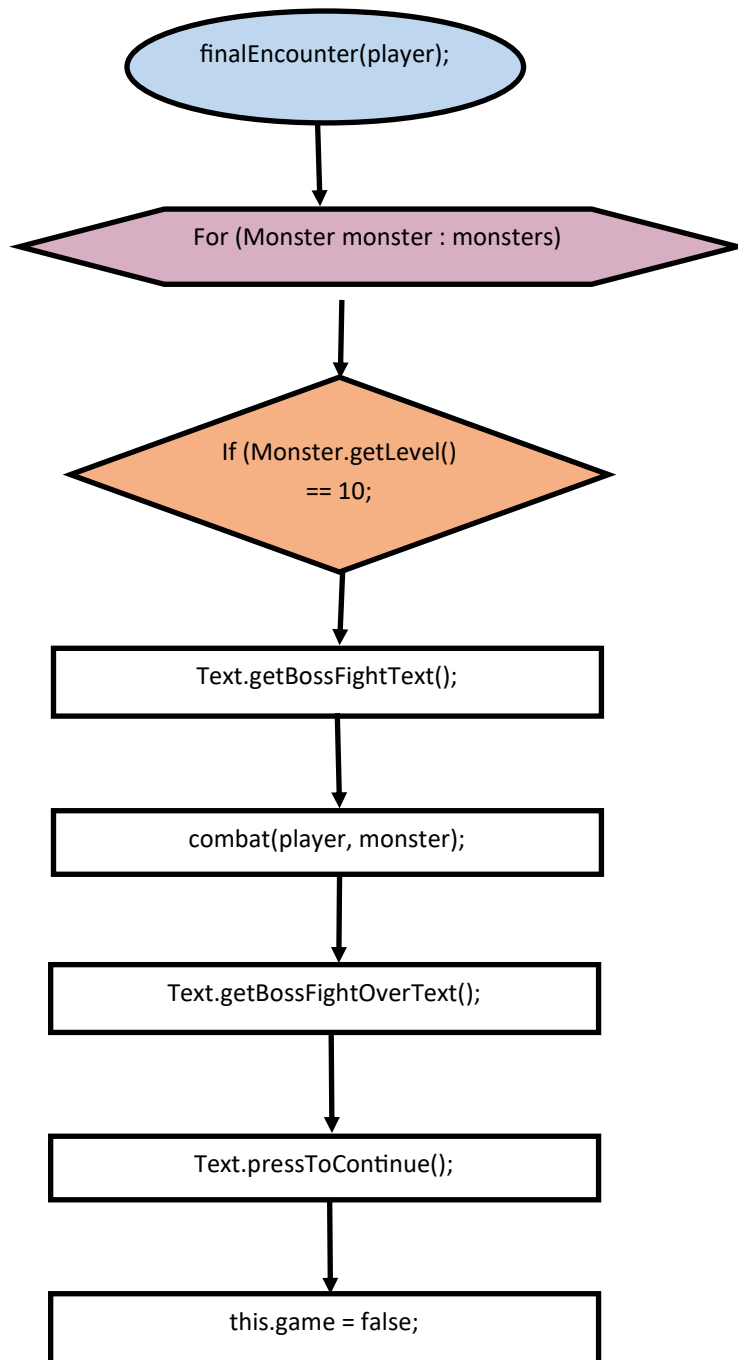 finalEncounter(player);
For (Monster monster : monsters)
If (Monster.getLevel()
== 10;
Text.getBossFightText();
combat(player, monster);
Text.getBossFightOverText();
Text.pressToContinue();
this.game = false;